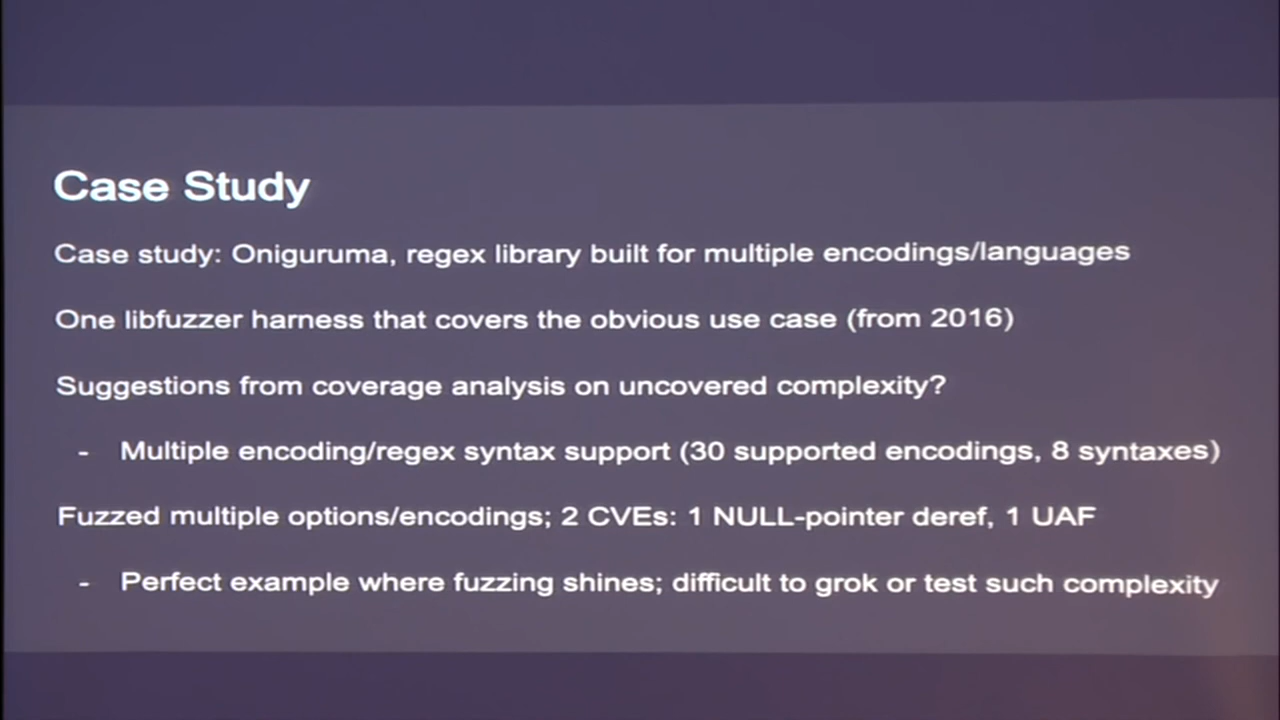 Case Study
Case study: Oniguruma, regex library built for multiple encodings/languages
One libfuzzer harness that covers the obvious use case (from 2016)
Suggestions from coverage analysis on uncovered complexity?
- Multiple encoding/regex syntax support (30 supported encodings, 8 syntaxes)
Fuzzed multiple options/encodings; 2 CVEs: 1 NULL-pointer deref, 1 UAF
- Perfect example where fuzzing shines; difficult to grok or test such complexity